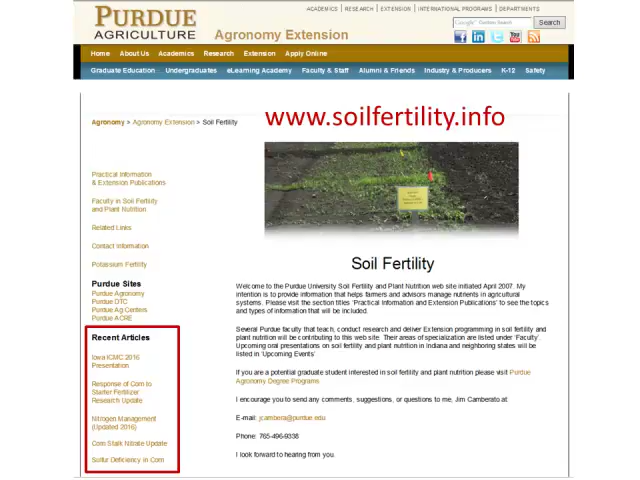 PURDUE
AGRICULTURE
Agronomy Extension
ACADEMICS | RESEARCH | EXTENSION | INTERNATIONAL PROGRAMS | DEPARTMENTS
Google Custom Search
Search
Home About Us Academics Research Extension Apply Online
Graduate Education Undergraduates eLearning Academy Faculty & Staff Alumni & Friends Industry & Producers K-12 Safety
Agronomy > Agronomy Extension > Soil Fertility
www.soilfertility.info
Practical Information
& Extension Publications
Faculty in Soil Fertility
and Plant Nutrition
Related Links
Contact Information
Potassium Fertility
Purdue Sites
Purdue Agronomy
Purdue DTC
Purdue Ag Centers
Purdue ACRE
Recent Articles
Iowa ICMC 2016
Presentation
Response of Corn to
Starter Fertilizer
Research Update
Nitrogen Management
(Updated 2016)
Corn Stalk Nitrate Update
Sulfur Deficiency in Corn
Soil Fertility
Welcome to the Purdue University Soil Fertility and Plant Nutrition web site initiated April 2007. My
intention is to provide information that helps farmers and advisors manage nutrients in agricultural
systems. Please visit the section titles 'Practical Information and Extension Publications' to see the topics
and types of information that will be included.
Several Purdue faculty that teach, conduct research and deliver Extension programming in soil fertility and
plant nutrition will be contributing to this web site. Their areas of specialization are listed under 'Faculty'.
Upcoming oral presentations on soil fertility and plant nutrition in Indiana and neighboring states will be
listed in 'Upcoming Events'
If you are a potential graduate student interested in soil fertility and plant nutrition please visit Purdue
Agronomy Degree Programs
I encourage you to send any comments, suggestions, or questions to me, Jim Camberato at:
E-mail: jcambera@purdue.edu
Phone: 765-496-9338
I look forward to hearing from you.